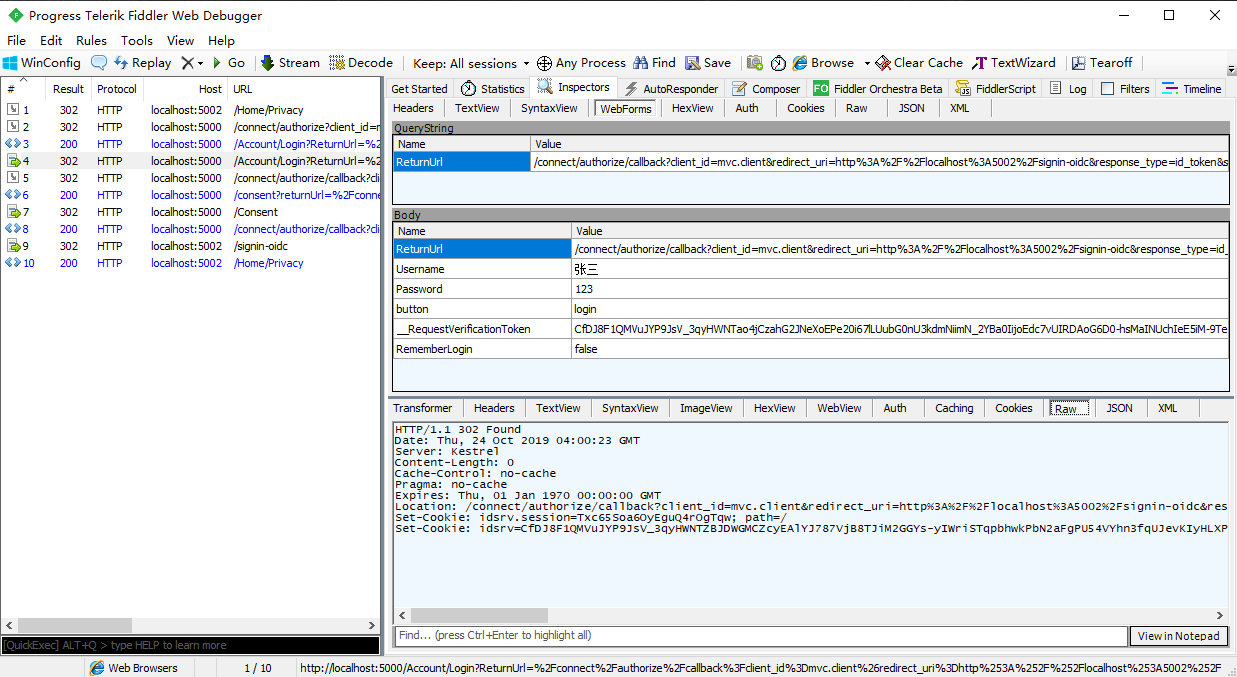 Progress Telerik Fiddler Web Debugger
File Edit Rules Tools View Help
WinConfig Replay Go Stream Decode Keep: All sessions Any Process Find Save Browse Clear Cache TextWizard Tearoff
# Result Protocol Host URL
1 302 HTTP localhost:5002 /Home/Privacy
2 302 HTTP localhost:5000 /connect/authorize?client_id=m
3 200 HTTP localhost:5000 /Account/Login?ReturnUrl=%2
4 302 HTTP localhost:5000 /Account/Login?ReturnUrl=%2
5 302 HTTP localhost:5000 /connect/authorize/callback?cli
6 200 HTTP localhost:5000 /consent?returnUrl=%2Fconne
7 302 HTTP localhost:5000 /Consent
8 200 HTTP localhost:5000 /connect/authorize/callback?cli
9 302 HTTP localhost:5002 /signin-oidc
10 200 HTTP localhost:5002 /Home/Privacy
[QuickExec] ALT+Q > type HELP to learn more
Get Started Statistics Inspectors AutoResponder Composer FO Fiddler Orchestra Beta FiddlerScript Log Filters Timeline
Headers TextView SyntaxView WebForms HexView Auth Cookies Raw JSON XML
QueryString
Name Value
ReturnUrl /connect/authorize/callback?client_id=mvc.client&redirect_uri=http%3A%2F%2Flocalhost%3A5002%2Fsignin-oidc&response_type=id_token&s
Body
Name Value
ReturnUrl /connect/authorize/callback?client_id=mvc.client&redirect_uri=http%3A%2F%2Flocalhost%3A5002%2Fsignin-oidc&response_type=id_
Username 张三
Password 123
button login
__RequestVerificationToken CfDJ8F1QMVuJYP9JsV_3qyHWNTao4jCzahG2JNeXoEPe20i67lLUubG0nU3kdmNiimN_2YBa0IijoEdc7vUIRDAoG6D0-hsMaINUchIeE5iM-9Te
RememberLogin false
Transformer Headers TextView SyntaxView ImageView HexView WebView Auth Caching Cookies Raw JSON XML
HTTP/1.1 302 Found
Date: Thu, 24 Oct 2019 04:00:23 GMT
Server: Kestrel
Content-Length: 0
Cache-Control: no-cache
Pragma: no-cache
Expires: Thu, 01 Jan 1970 00:00:00 GMT
Location: /connect/authorize/callback?client_id=mvc.client&redirect_uri=http%3A%2F%2Flocalhost%3A5002%2Fsignin-oidc&res
Set-Cookie: idsrv.session=Txc65Soa6OyEguQ4rOgTqw; path=/
Set-Cookie: idsrv=CfDJ8F1QMVuJYP9JsV_3qyHWNTZBJDWGMCZcyEAlYJ787VjB8TJiM2GGYs-yIWriSTqpbhwkPbN2aFgPU54VYhn3fqUJevKIyHLXP
Find... (press Ctrl+Enter to highlight all) View in Notepad
Web Browsers 1 / 10 http://localhost:5000/Account/Login?ReturnUrl=%2Fconnect%2Fauthorize%2Fcallback%3Fclient_id%3Dmvc.client%26redirect_uri%3Dhttp%253A%252F%252Flocalhost%253A5002%252F